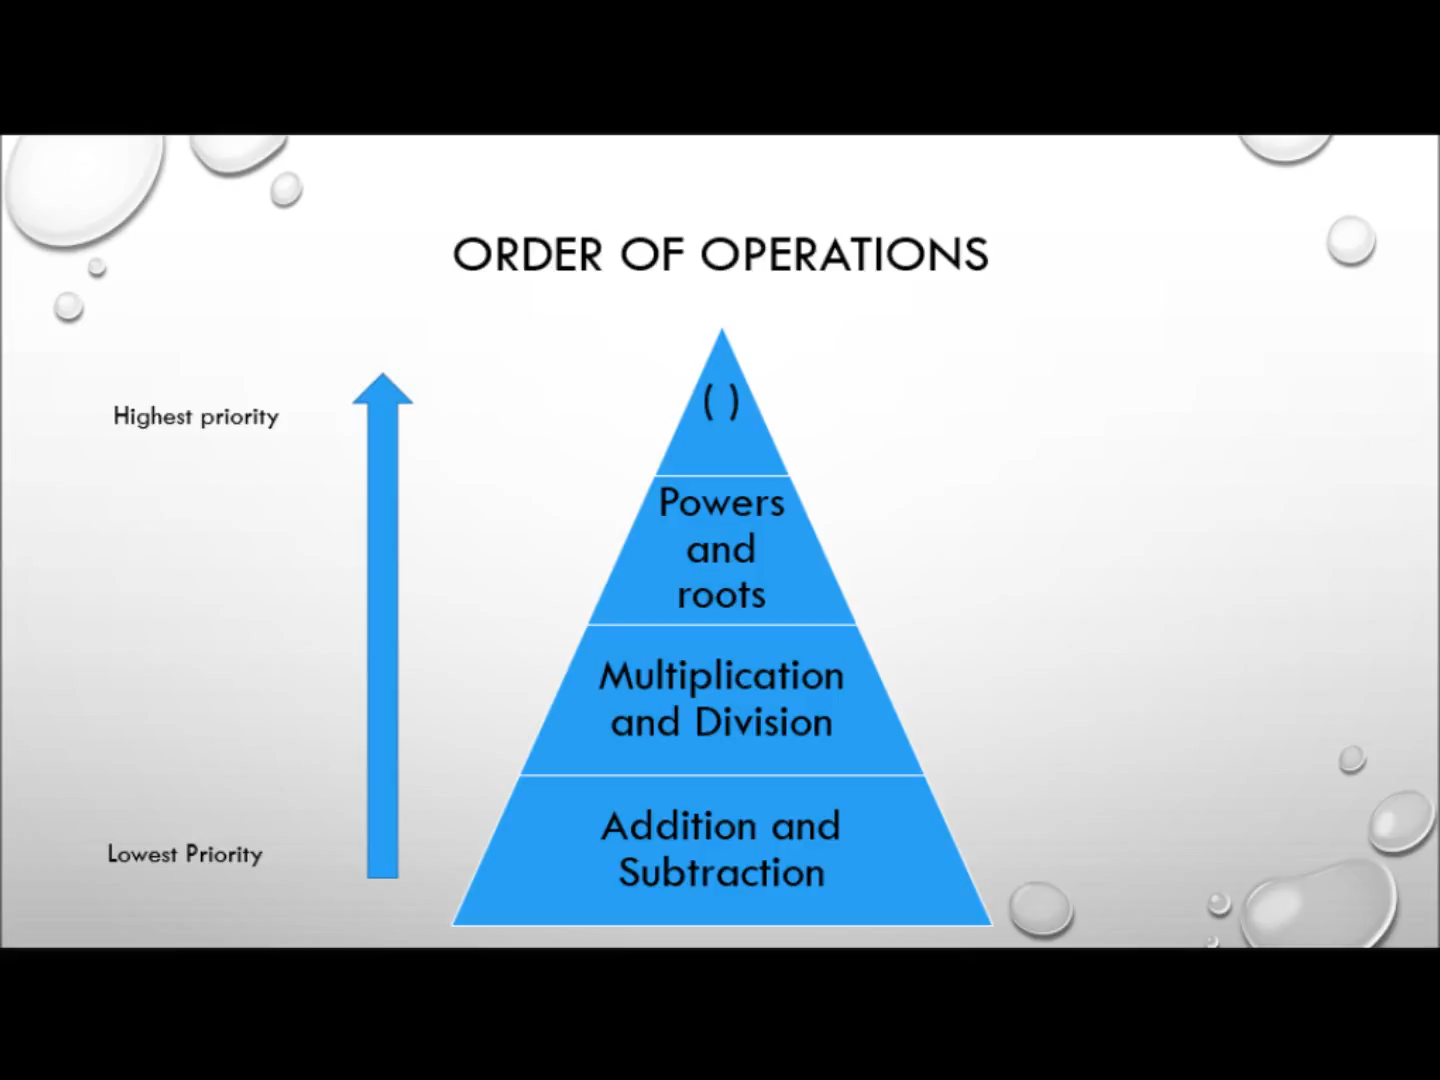 ORDER OF OPERATIONS
Highest priority
( )
Powers
and
roots
Multiplication
and Division
Addition and
Subtraction
Lowest Priority